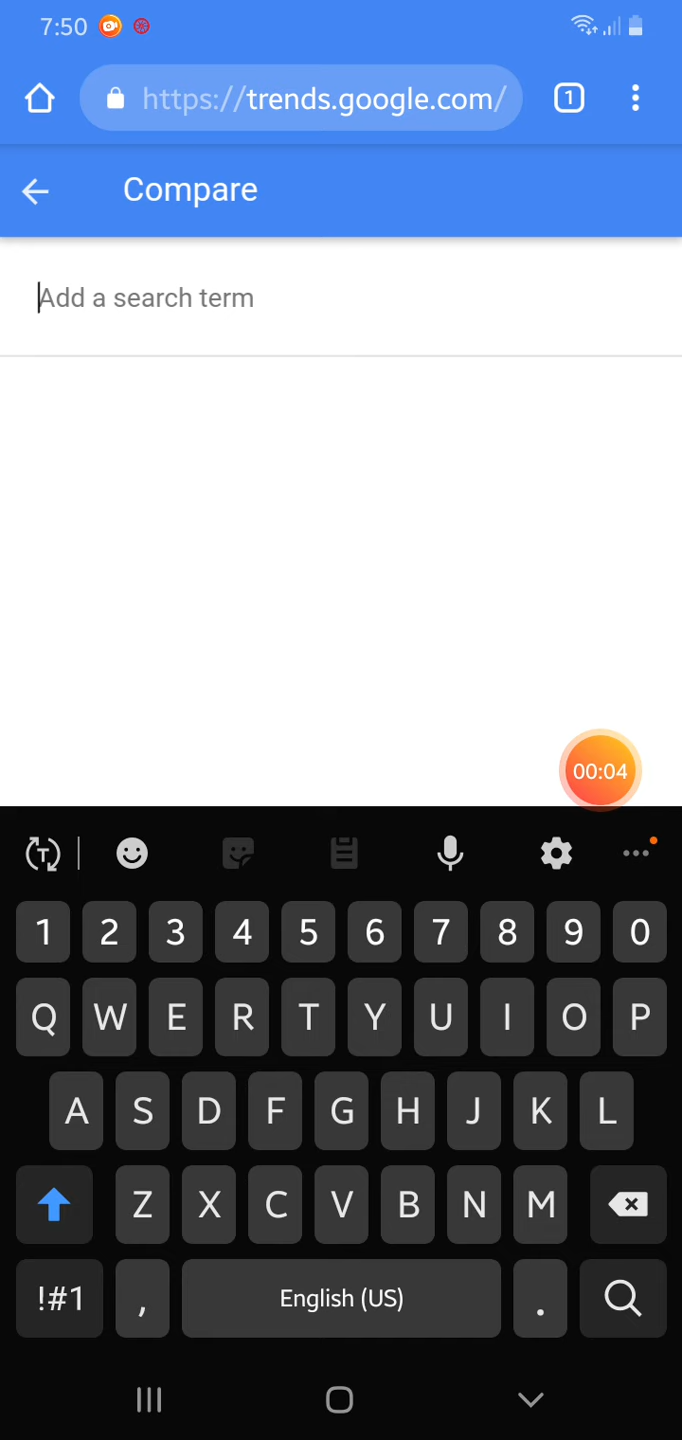 7:50
https://trends.google.com/
1
Compare
Add a search term
00:04
T
1 2 3 4 5 6 7 8 9 0
Q W E R T Y U I O P
A S D F G H J K L
Z X C V B N M
!#1 , English (US) .